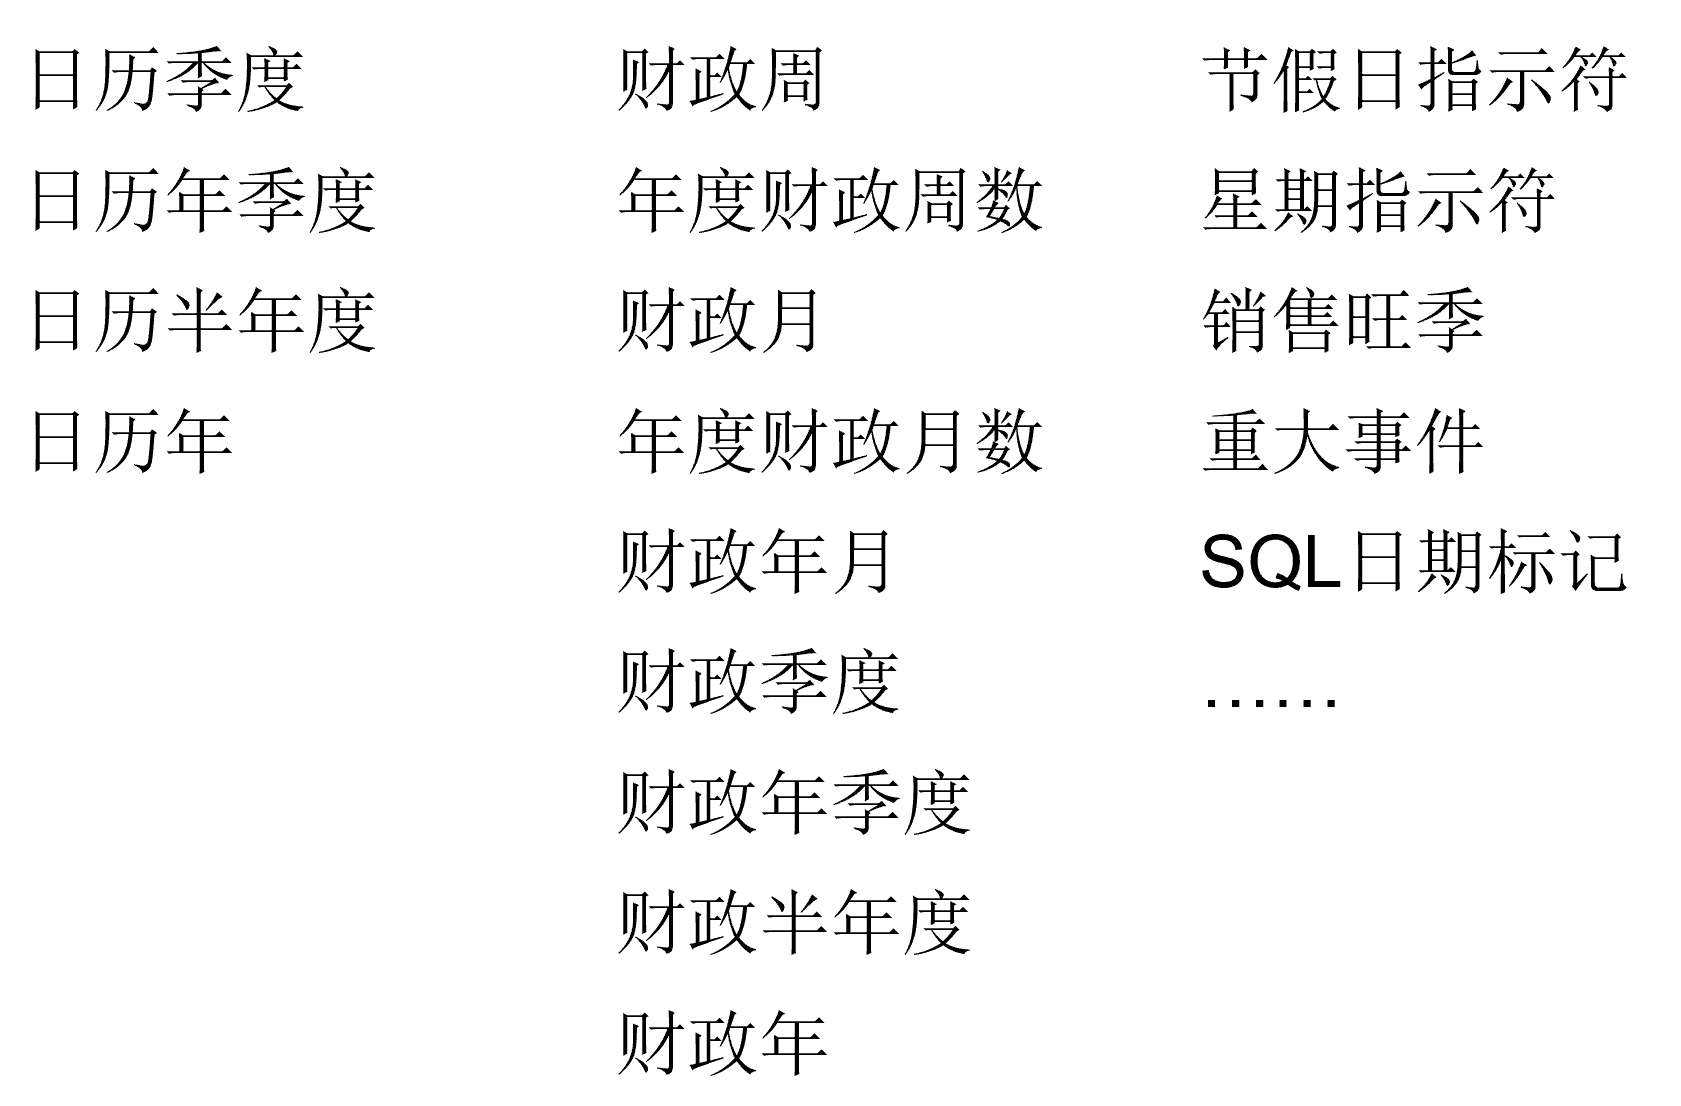 日历季度
日历年季度
日历半年度
日历年
财政周
年度财政周数
财政月
年度财政月数
财政年月
财政季度
财政年季度
财政半年度
财政年
节假日指示符
星期指示符
销售旺季
重大事件
SQL日期标记
……